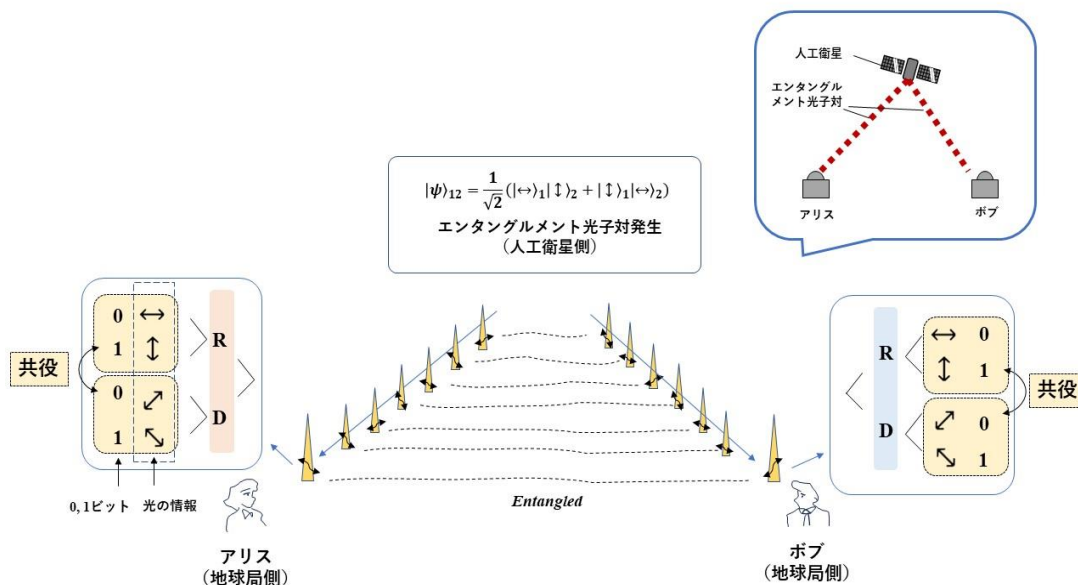 人工衛星
エンタングル
メント光子対
アリス
ボブ
|ψ⟩₁₂ = 1/√2 (|↔⟩₁|↕⟩₂ + |↕⟩₁|↔⟩₂)
エンタングルメント光子対発生
(人工衛星側)
共役
0 ↔
1 ↕
R
0 ⤢
1 ⤡
D
0, 1ビット 光の情報
アリス
(地球局側)
Entangled
R
↔ 0
↕ 1
D
⤢ 0
⤡ 1
共役
ボブ
(地球局側)